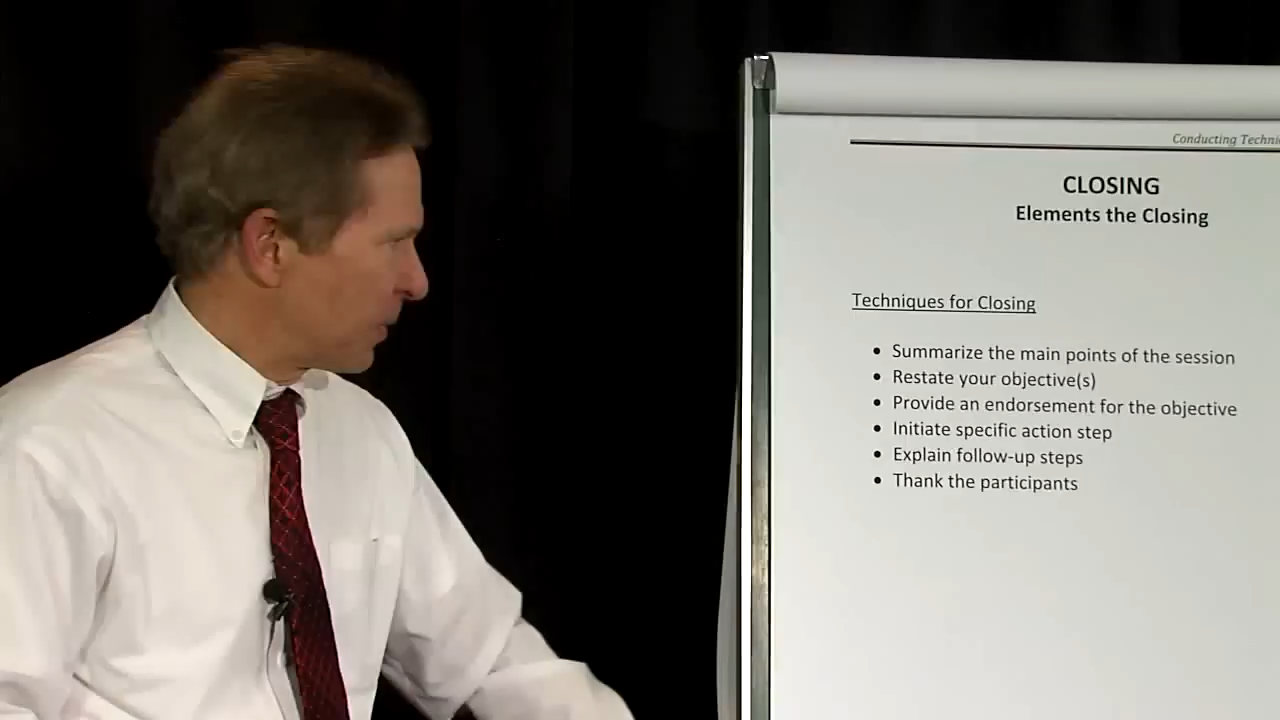 Conducting
CLOSING
Elements the Closing
Techniques for Closing
• Summarize the main points of the session
• Restate your objective(s)
• Provide an endorsement for the objective
• Initiate specific action step
• Explain follow-up steps
• Thank the participants